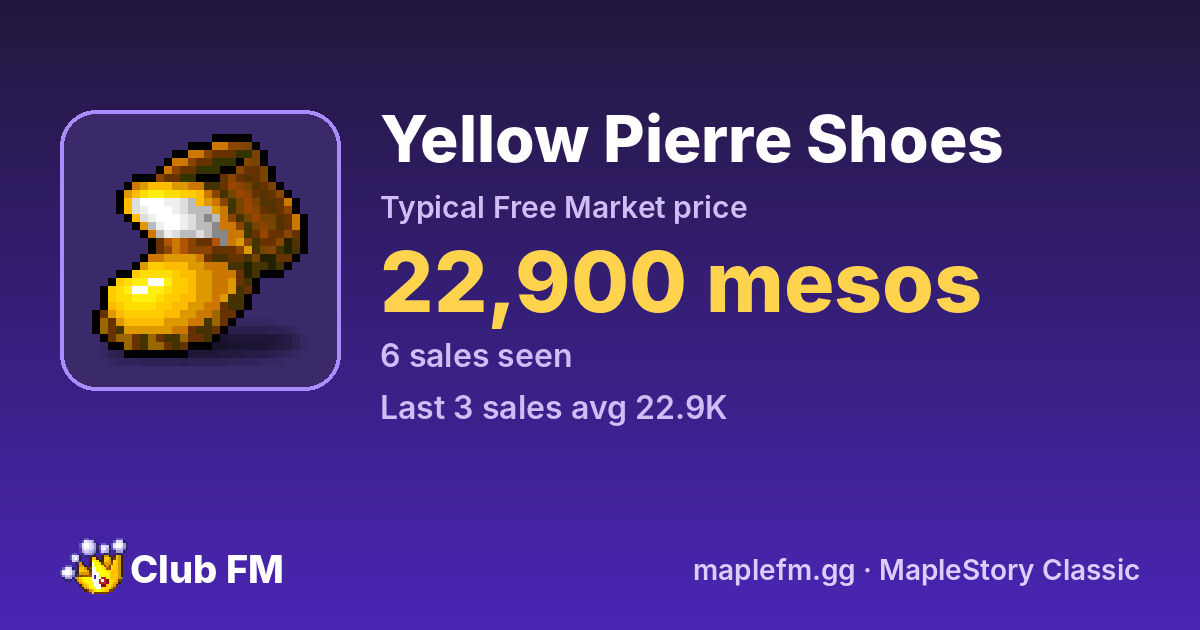 Yellow Pierre Shoes
Typical Free Market price
22,900 mesos
6 sales seen
Last 3 sales avg 22.9K
Club FM
maplefm.gg · MapleStory Classic